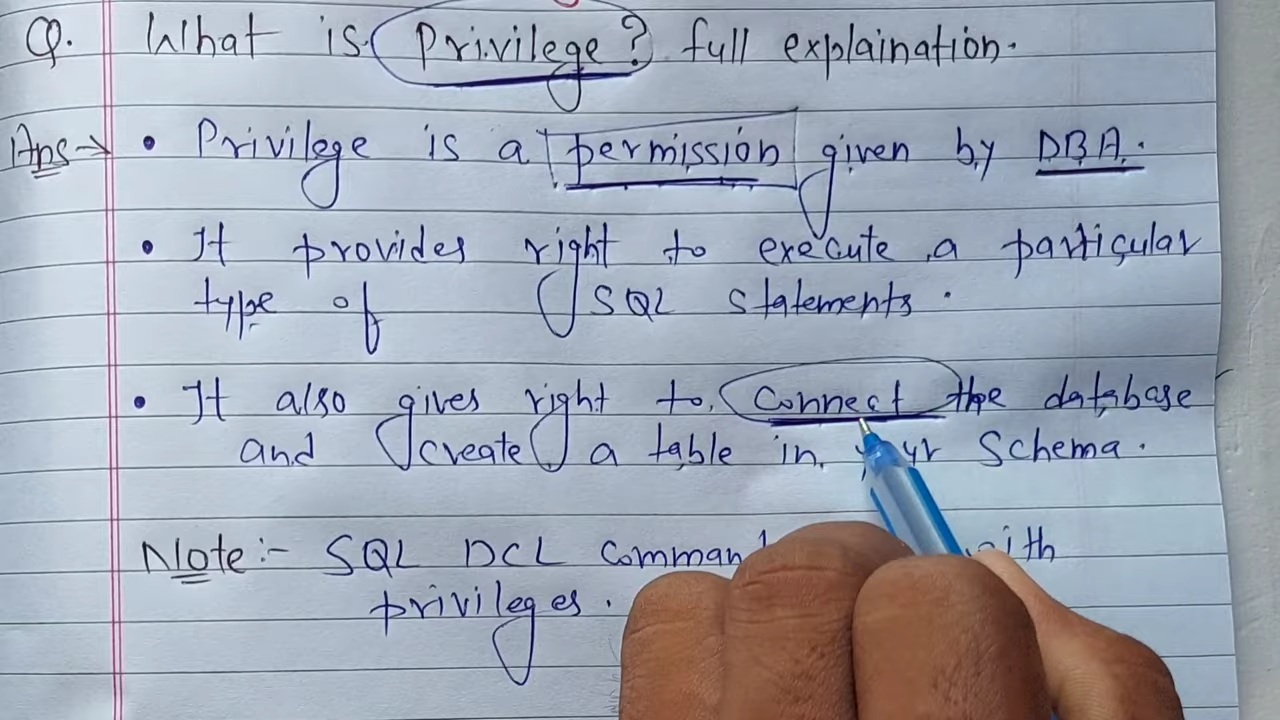 Q. What is Privilege? full explaination.
Ans→ • Privilege is a permission given by DBA.
• It provides right to execute a particular
type of SQL statements.
• It also gives right to connect the database
and create a table in your Schema.
Note:- SQL DCL with
privileges.